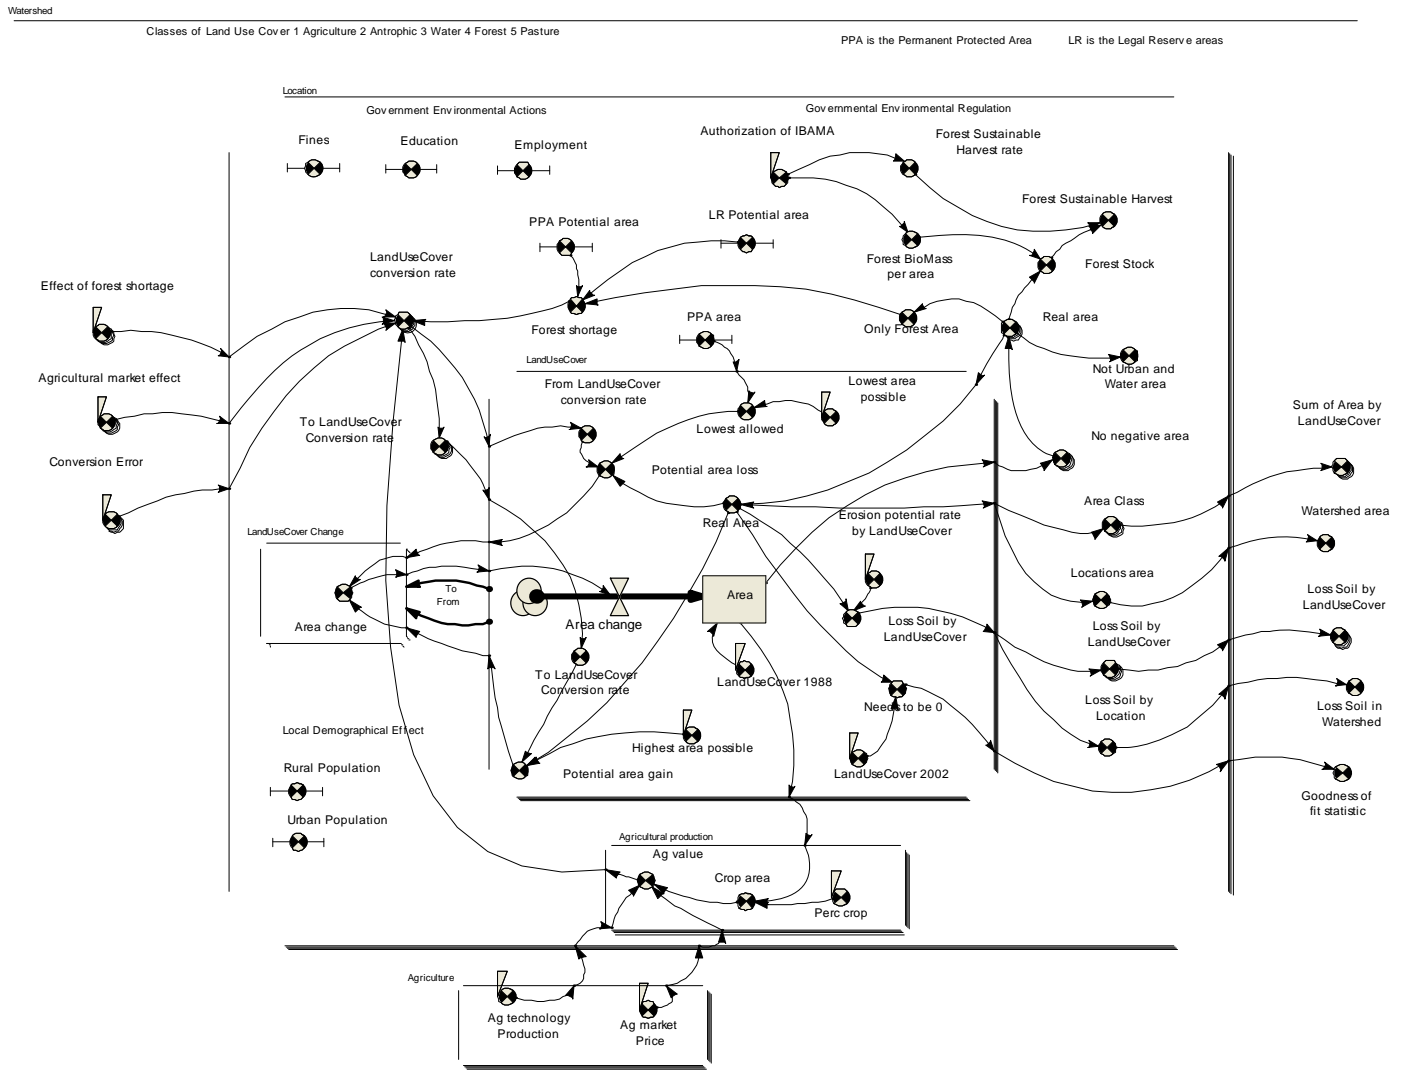 Watershed
Classes of Land Use Cover 1 Agriculture 2 Antrophic 3 Water 4 Forest 5 Pasture
PPA is the Permanent Protected Area
LR is the Legal Reserve areas
Location
Government Environmental Actions
Governmental Environmental Regulation
Fines
Education
Employment
Authorization of IBAMA
Forest Sustainable
Harvest rate
Forest Sustainable Harvest
PPA Potential area
LR Potential area
LandUseCover
conversion rate
Forest BioMass
per area
Forest Stock
Effect of forest shortage
Forest shortage
PPA area
Only Forest Area
Real area
LandUseCover
Not Urban and
Water area
Agricultural market effect
From LandUseCover
conversion rate
Lowest area
possible
Sum of Area by
LandUseCover
To LandUseCover
Conversion rate
Lowest allowed
No negative area
Conversion Error
Potential area loss
Area Class
Real Area
Erosion potential rate
by LandUseCover
Watershed area
LandUseCover Change
Locations area
To
From
Area
Loss Soil by
LandUseCover
Area change
Area change
Loss Soil by
LandUseCover
Loss Soil by
LandUseCover
To LandUseCover
Conversion rate
LandUseCover 1988
Needs to be 0
Loss Soil by
Location
Loss Soil in
Watershed
Local Demographical Effect
Highest area possible
Rural Population
Potential area gain
LandUseCover 2002
Goodness of
fit statistic
Urban Population
Agricultural production
Ag value
Crop area
Perc crop
Agriculture
Ag technology
Production
Ag market
Price